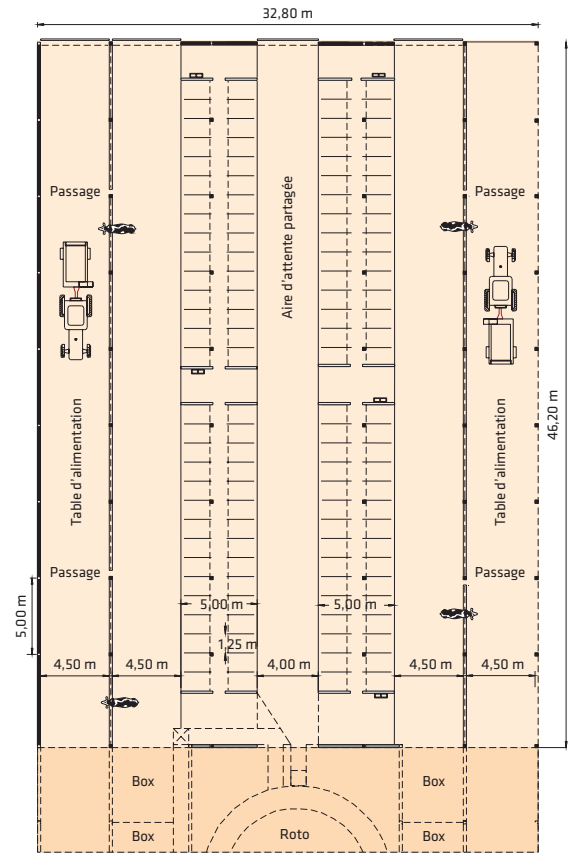 32,80 m
Passage
Passage
Aire d'attente partagée
46,20 m
Table d'alimentation
Table d'alimentation
Passage
Passage
5,00 m
5,00 m
5,00 m
1,25 m
4,50 m
4,50 m
4,00 m
4,50 m
4,50 m
Box
Box
Box
Roto
Box